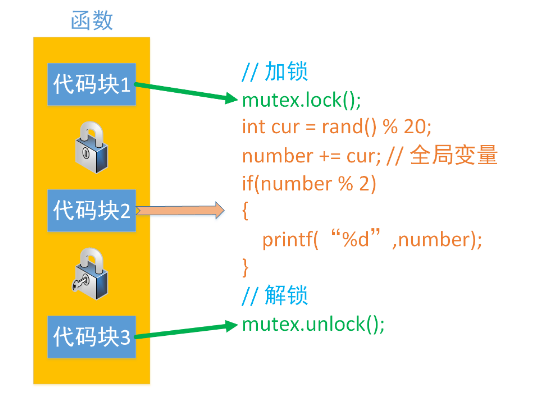 函数
代码块1
代码块2
代码块3
// 加锁
mutex.lock();
int cur = rand() % 20;
number += cur; // 全局变量
if(number % 2)
{
printf(“%d”,number);
}
// 解锁
mutex.unlock();